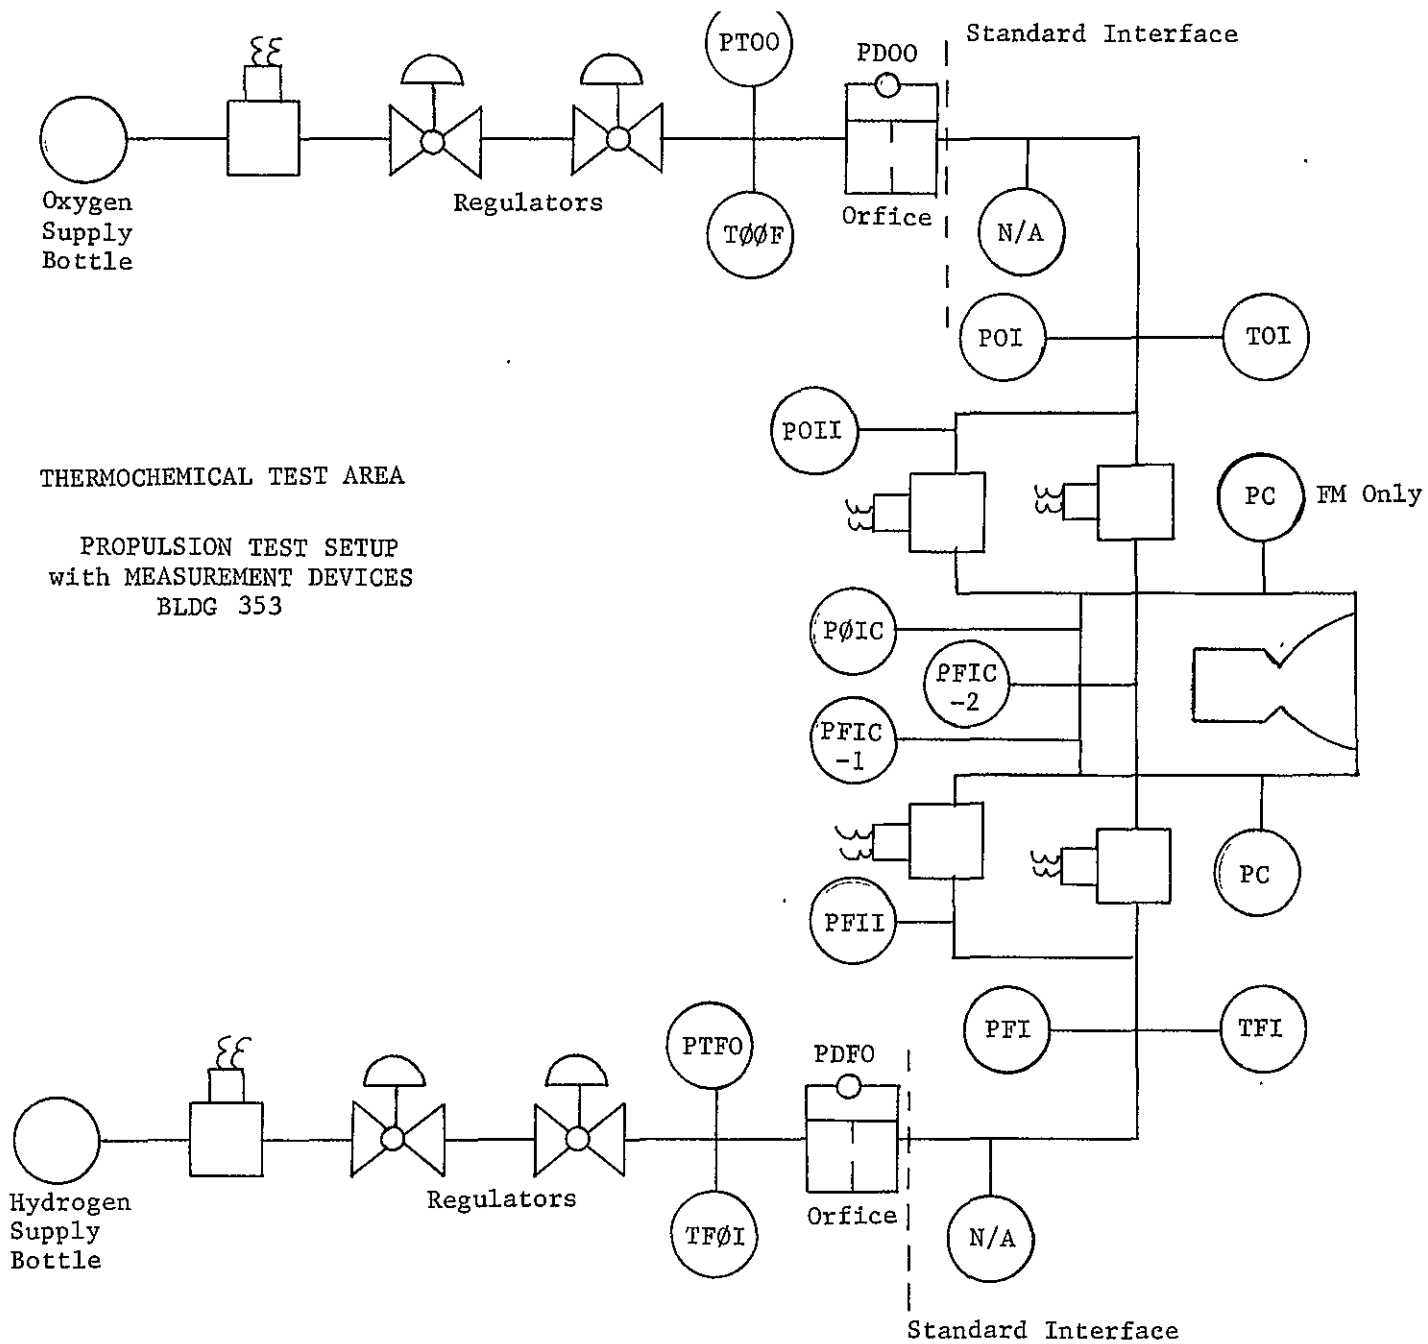 Standard Interface
PTOO
PDOO
Oxygen
Supply
Bottle
Regulators
TØØF
Orfice
N/A
POI
TOI
POII
THERMOCHEMICAL TEST AREA
PC
FM Only
PROPULSION TEST SETUP
with MEASUREMENT DEVICES
BLDG 353
PØIC
PFIC
-2
PFIC
-1
PC
PFII
PFI
TFI
PTFO
PDFO
Hydrogen
Supply
Bottle
Regulators
TFØI
Orfice
N/A
Standard Interface